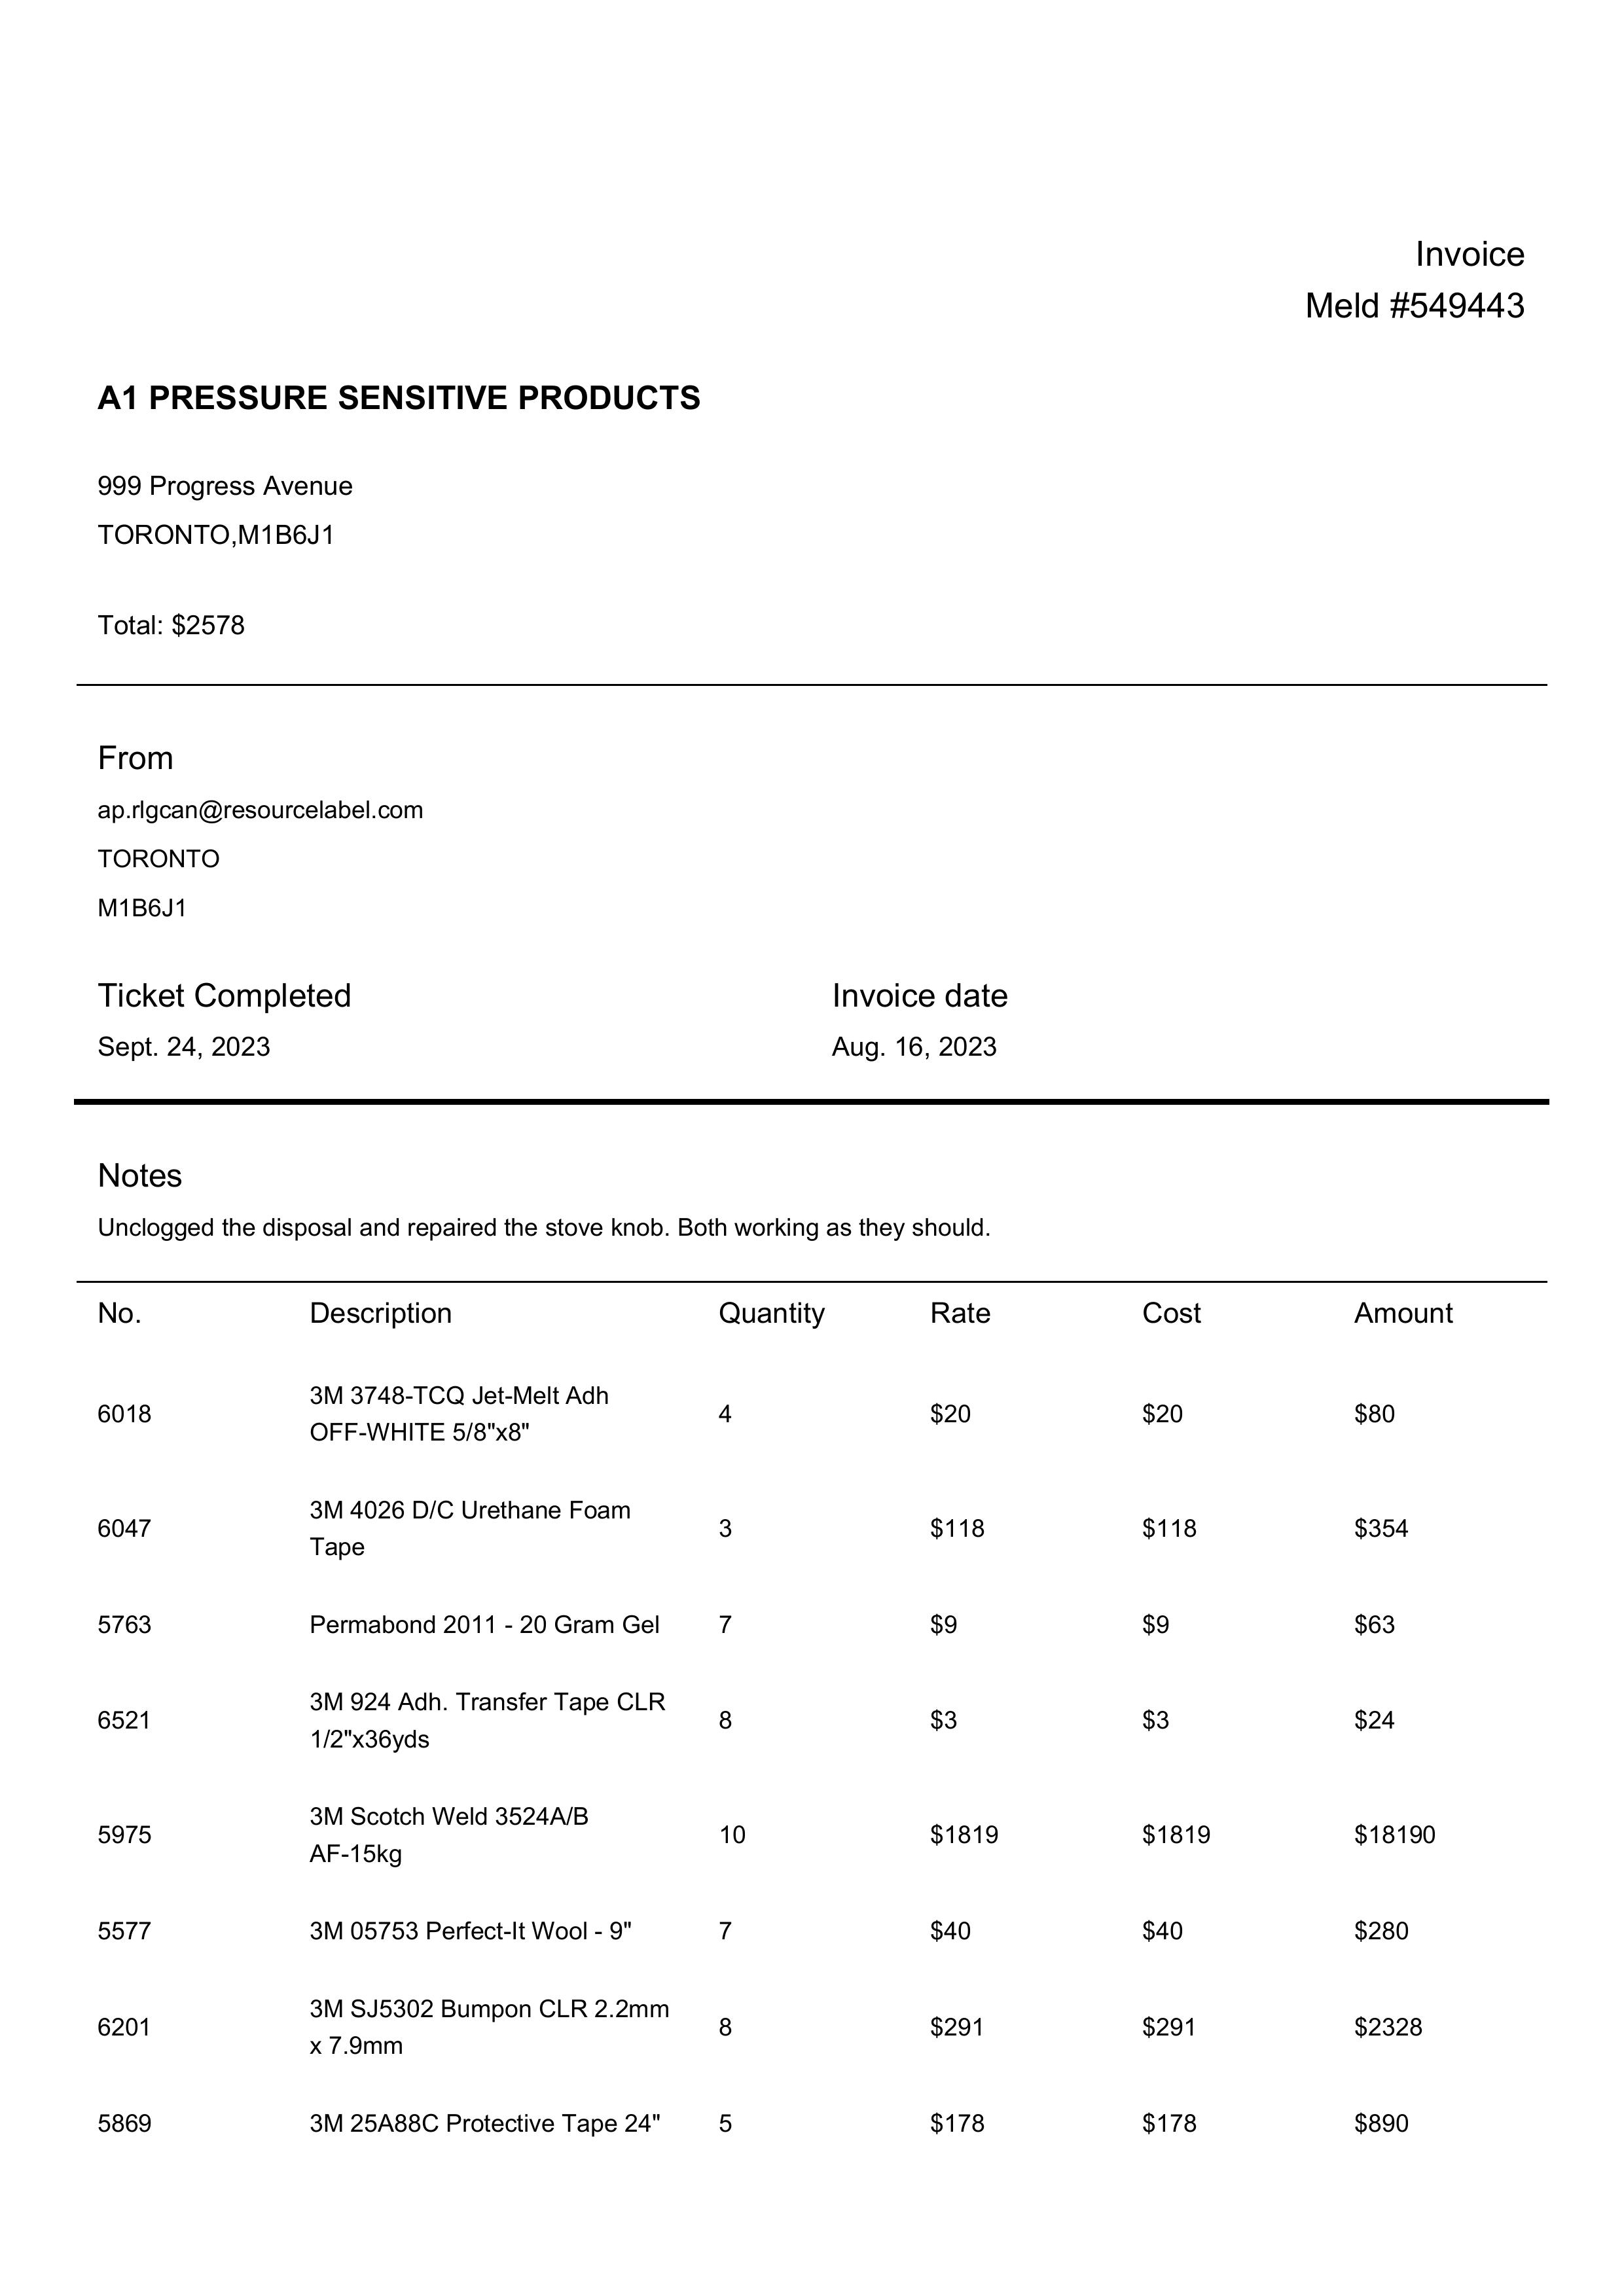 Invoice
Meld #549443
A1 PRESSURE SENSITIVE PRODUCTS
999 Progress Avenue
TORONTO,M1B6J1
Total: $2578
From
ap.rlgcan@resourcelabel.com
TORONTO
M1B6J1
Ticket Completed Invoice date
Sept. 24, 2023 Aug. 16, 2023
Notes
Unclogged the disposal and repaired the stove knob. Both working as they should.
No. Description Quantity Rate Cost Amount
6018 3M 3748-TCQ Jet-Melt Adh 4 $20 $20 $80
OFF-WHITE 5/8"x8"
6047 3M 4026 D/C Urethane Foam 3 $118 $118 $354
Tape
5763 Permabond 2011 - 20 Gram Gel 7 $9 $9 $63
6521 3M 924 Adh. Transfer Tape CLR 8 $3 $3 $24
1/2"x36yds
5975 3M Scotch Weld 3524A/B 10 $1819 $1819 $18190
AF-15kg
5577 3M 05753 Perfect-It Wool - 9" 7 $40 $40 $280
6201 3M SJ5302 Bumpon CLR 2.2mm 8 $291 $291 $2328
x 7.9mm
5869 3M 25A88C Protective Tape 24" 5 $178 $178 $890